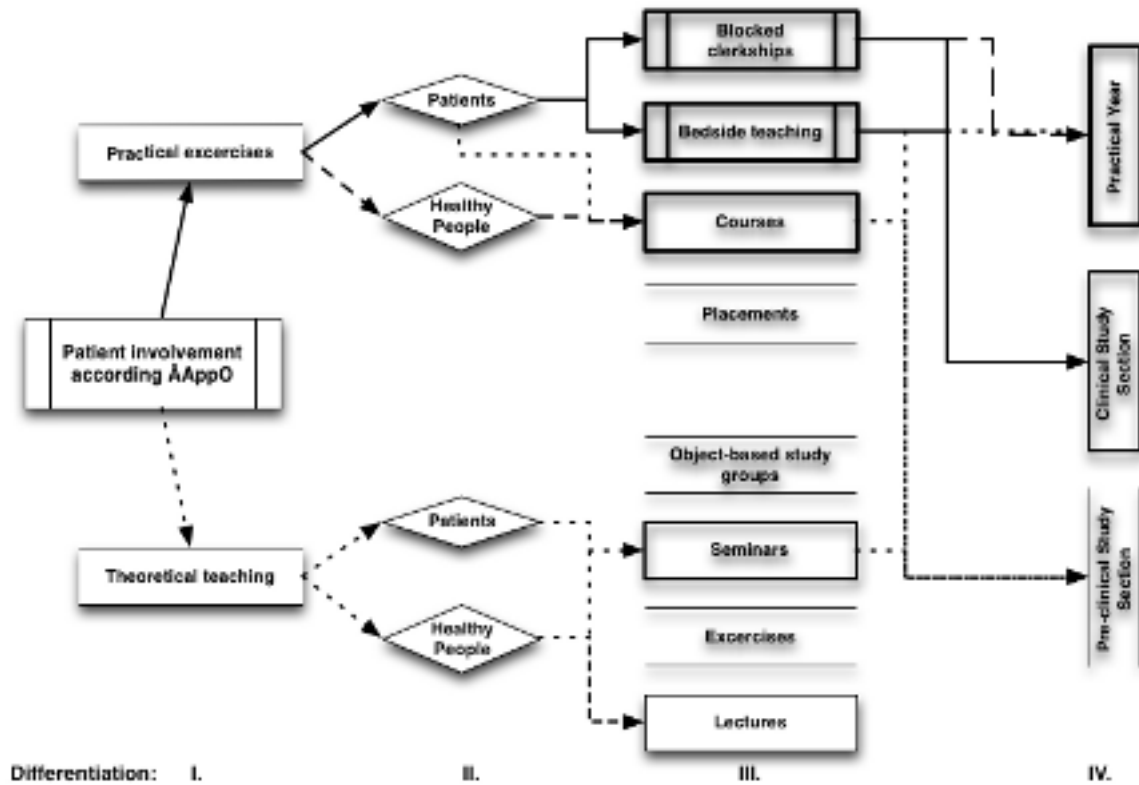 Blocked
clerkships
Patients
Bedside teaching
Practical excercises
Practical Year
Healthy
People
Courses
Placements
Patient involvement
according ÄAppO
Clinical Study
Section
Object-based study
groups
Patients
Seminars
Theoretical teaching
Pre-clinical Study
Section
Healthy
People
Excercises
Lectures
Differentiation: I. II. III. IV.